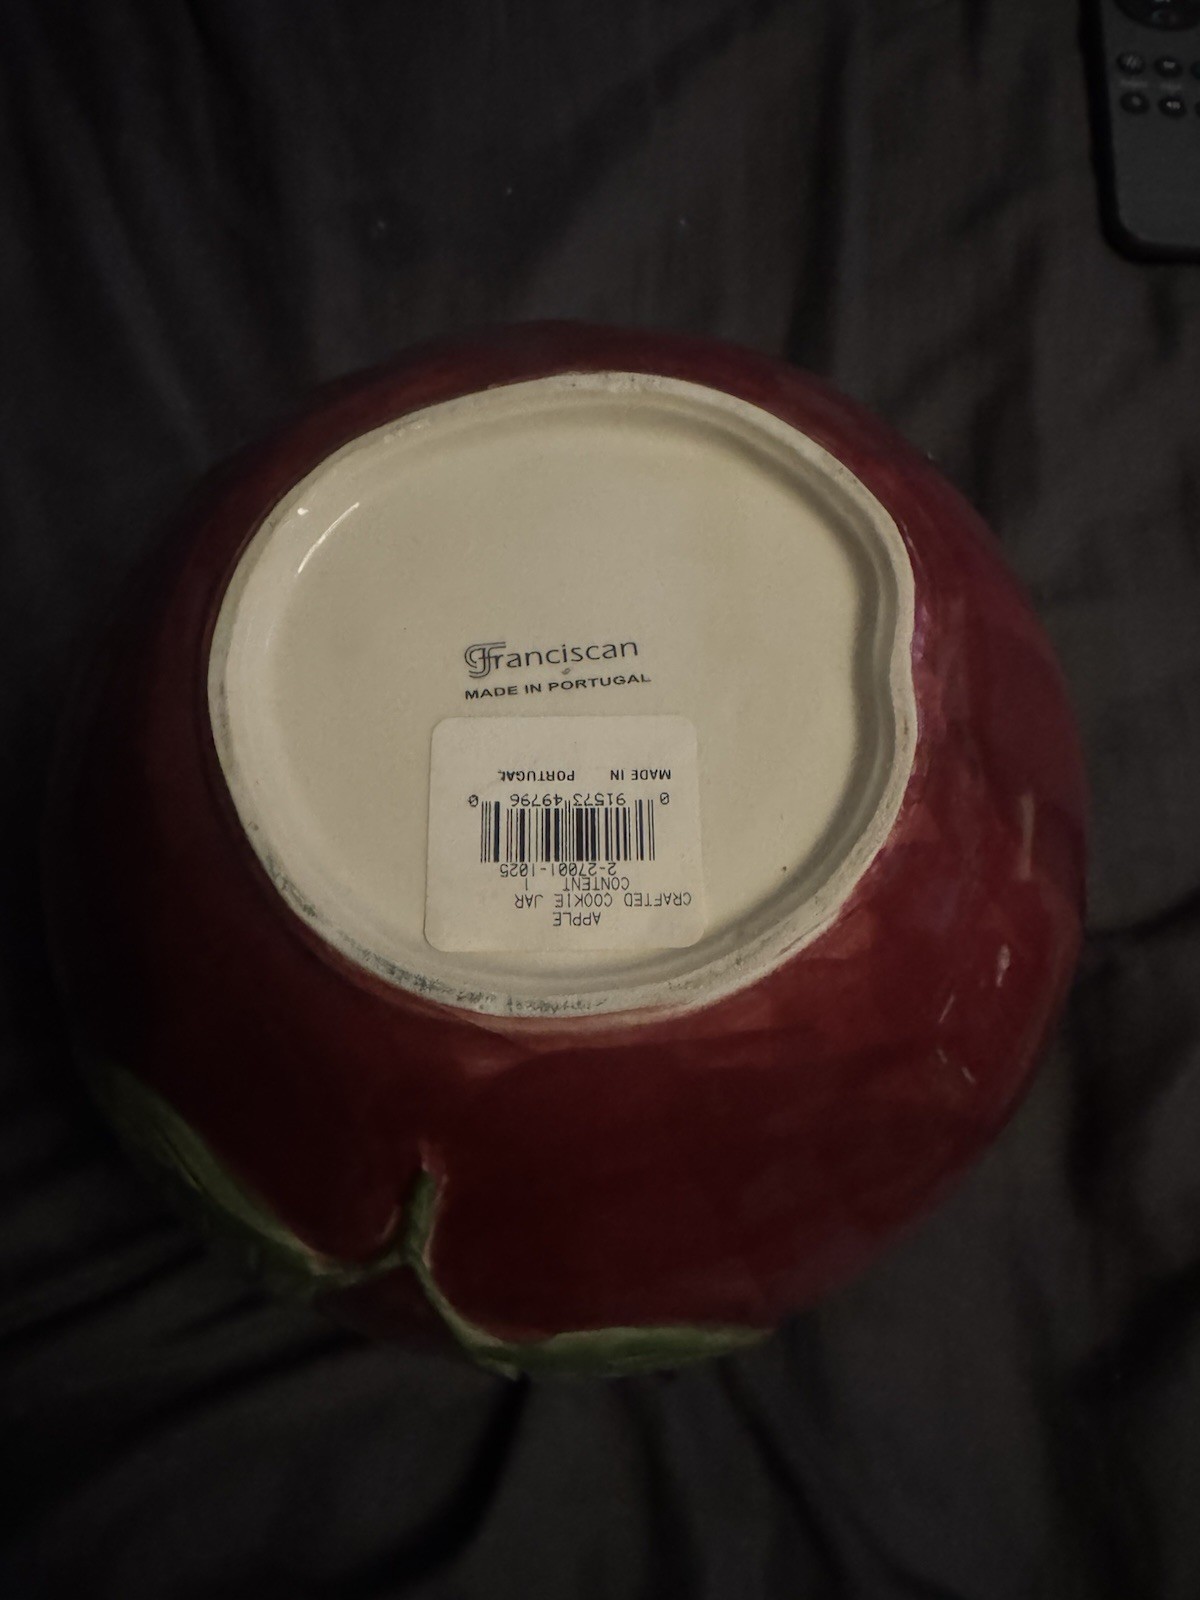 Franciscan
MADE IN PORTUGAL
APPLE
CRAFTED COOKIE JAR
CONTENT 1
2-27001-1025
0 91573 49796 0
MADE IN PORTUGAL